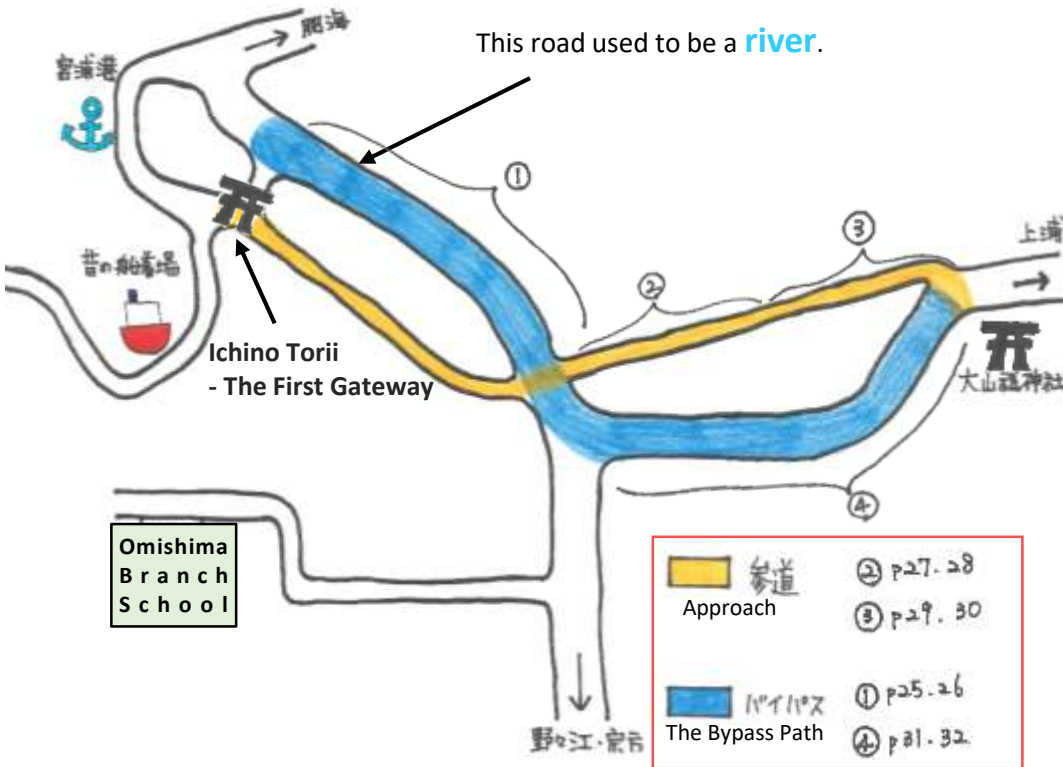 肥海
This road used to be a river.
宮浦港
①
③
上浦
②
昔の船着場
Ichino Torii
- The First Gateway
大山祇神社
④
Omishima
Branch
School
参道
Approach
② p27.28
③ p29.30
バイパス
The Bypass Path
① p25.26
④ p31.32
野々江・宗方